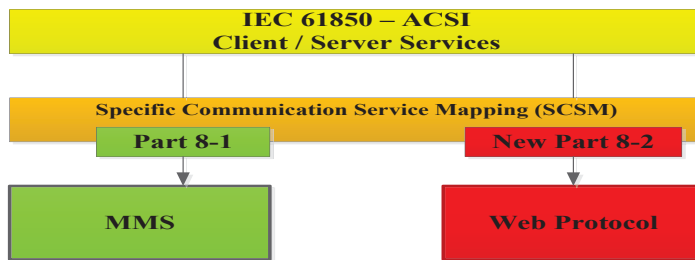 IEC 61850 – ACSI
Client / Server Services
Specific Communication Service Mapping (SCSM)
Part 8-1
New Part 8-2
MMS
Web Protocol